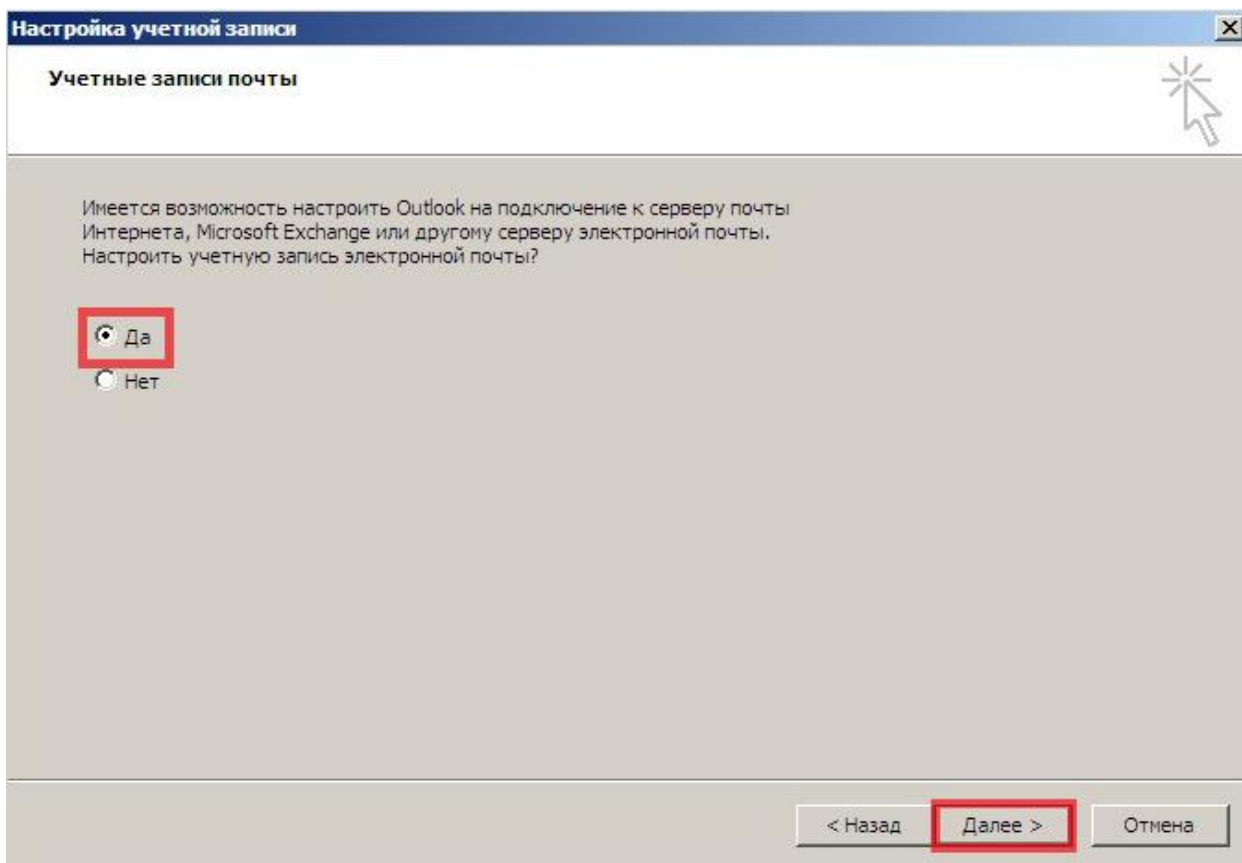 Настройка учетной записи
Учетные записи почты
Имеется возможность настроить Outlook на подключение к серверу почты
Интернета, Microsoft Exchange или другому серверу электронной почты.
Настроить учетную запись электронной почты?
Да
Нет
< Назад Далее > Отмена